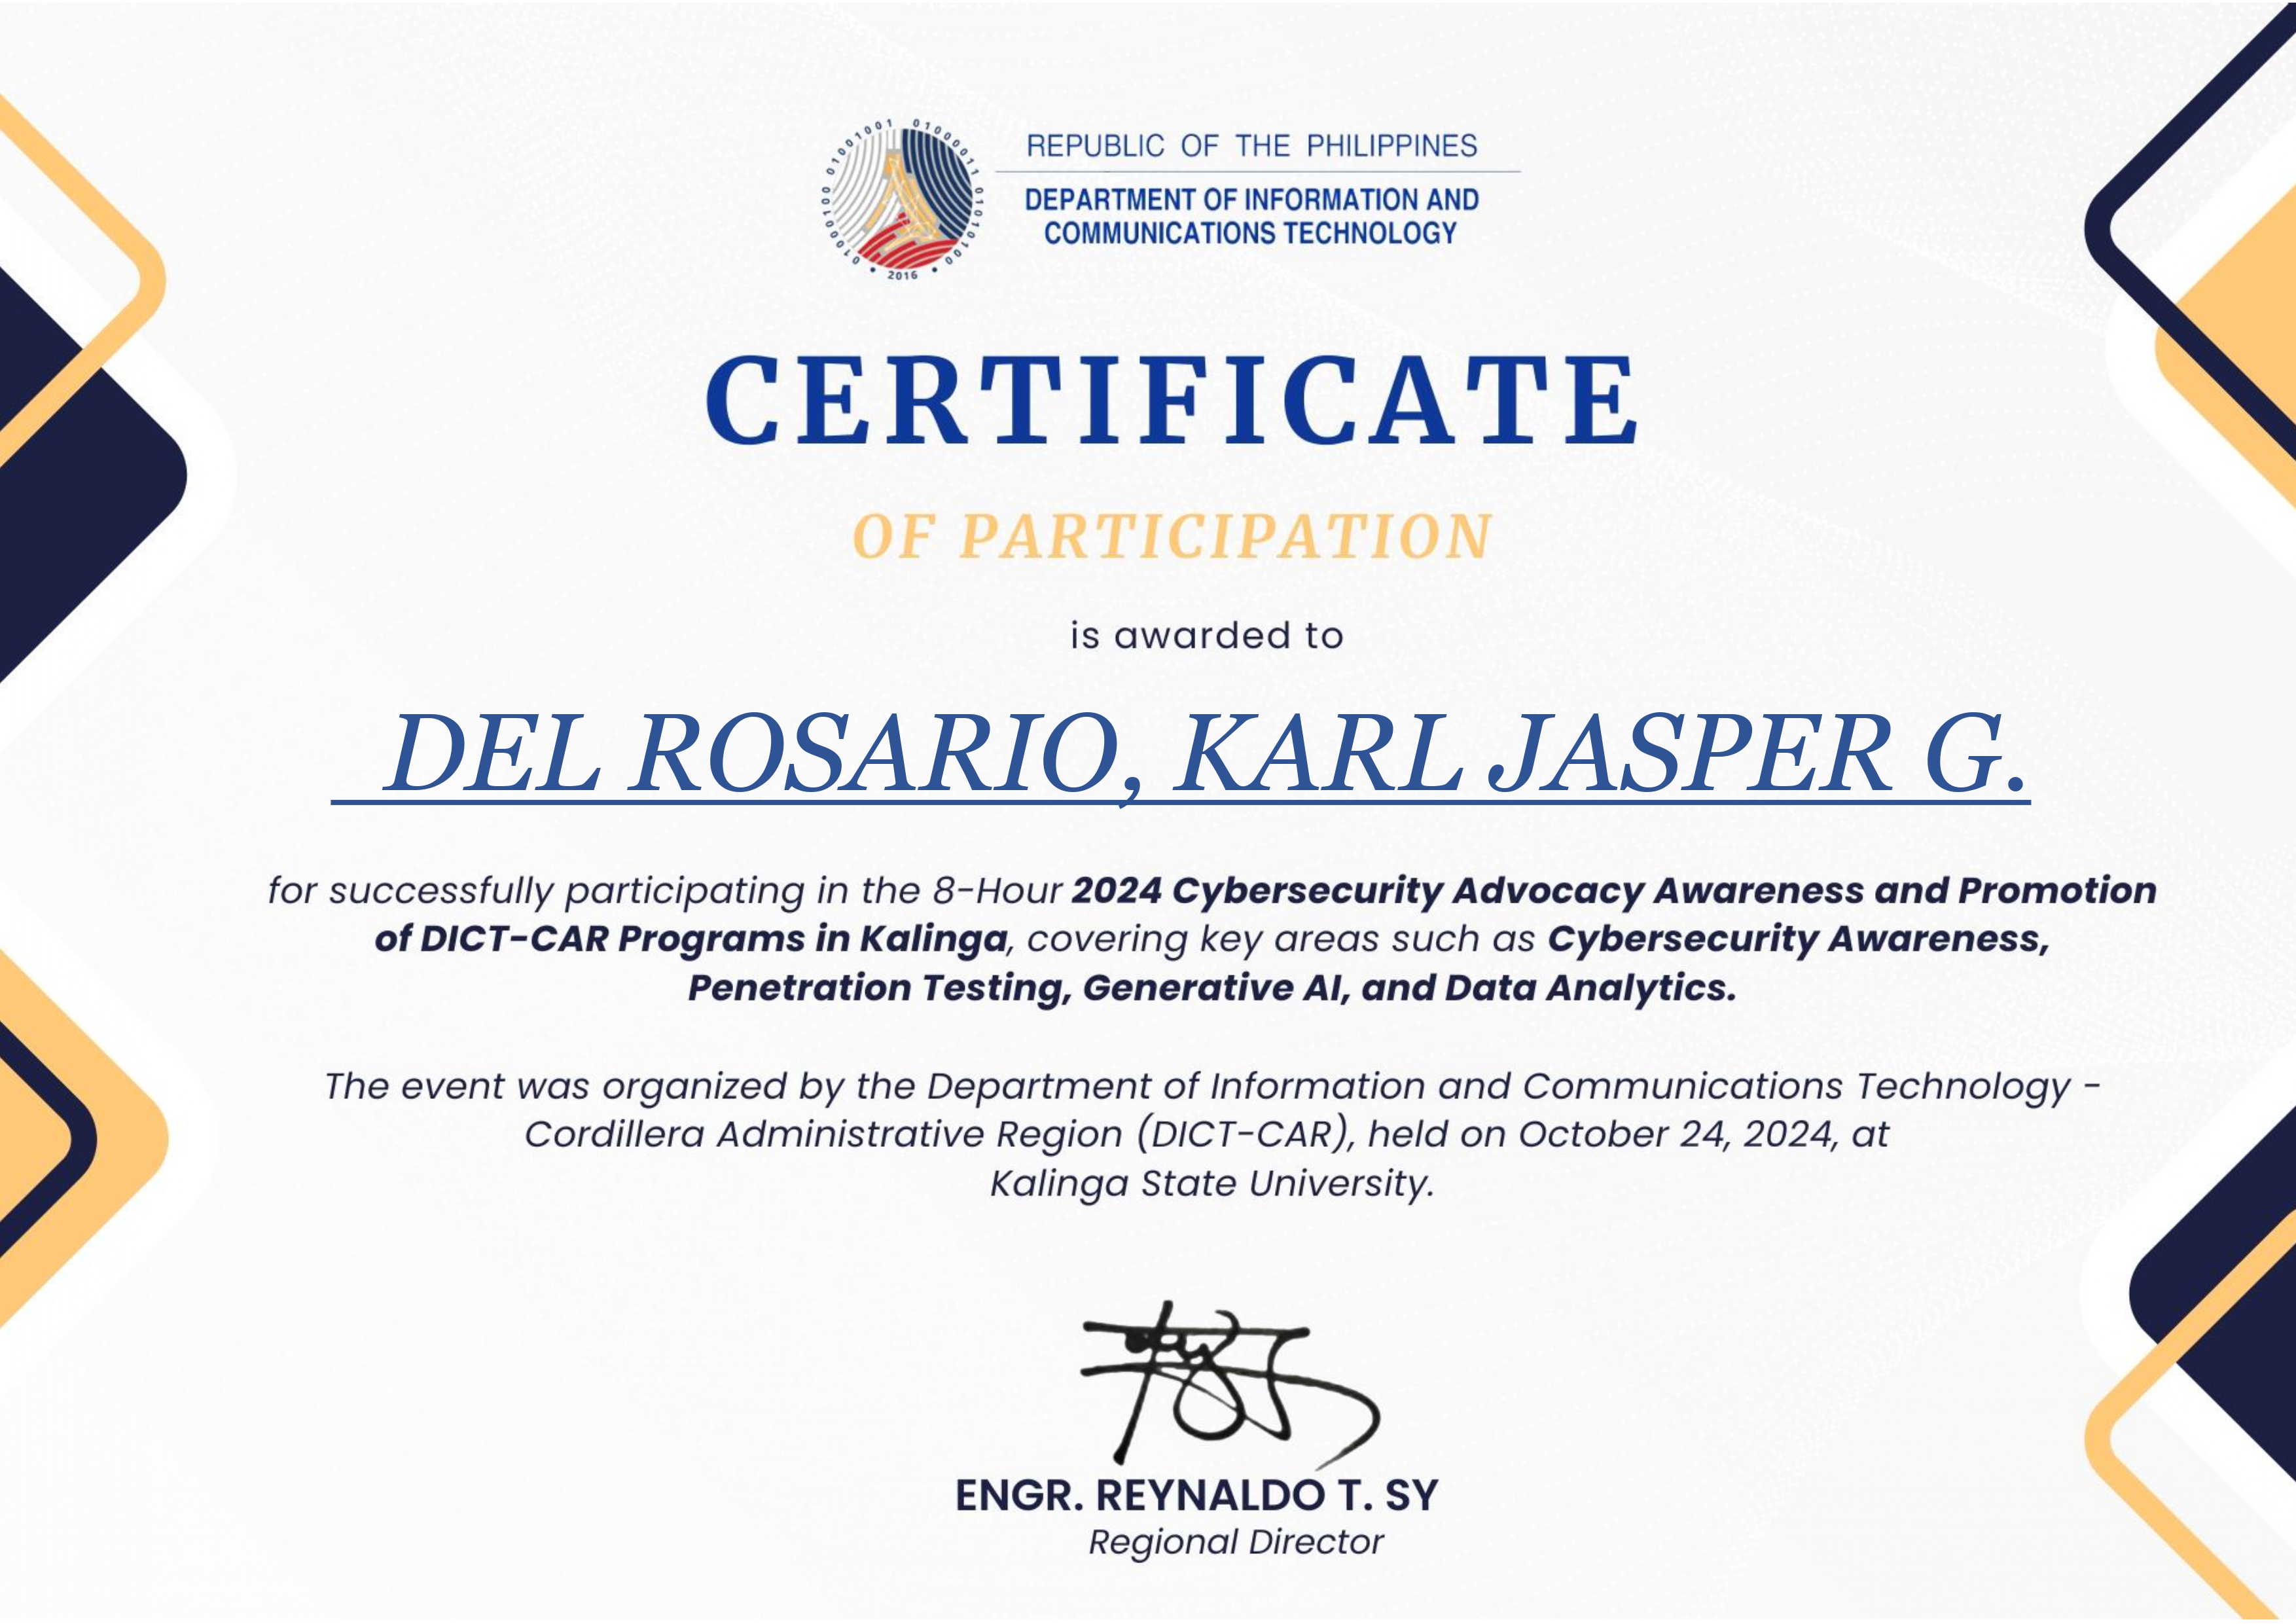 REPUBLIC OF THE PHILIPPINES
DEPARTMENT OF INFORMATION AND
COMMUNICATIONS TECHNOLOGY
2016
CERTIFICATE
OF PARTICIPATION
is awarded to
DEL ROSARIO, KARL JASPER G.
for successfully participating in the 8-Hour 2024 Cybersecurity Advocacy Awareness and Promotion
of DICT-CAR Programs in Kalinga, covering key areas such as Cybersecurity Awareness,
Penetration Testing, Generative AI, and Data Analytics.
The event was organized by the Department of Information and Communications Technology -
Cordillera Administrative Region (DICT-CAR), held on October 24, 2024, at
Kalinga State University.
ENGR. REYNALDO T. SY
Regional Director